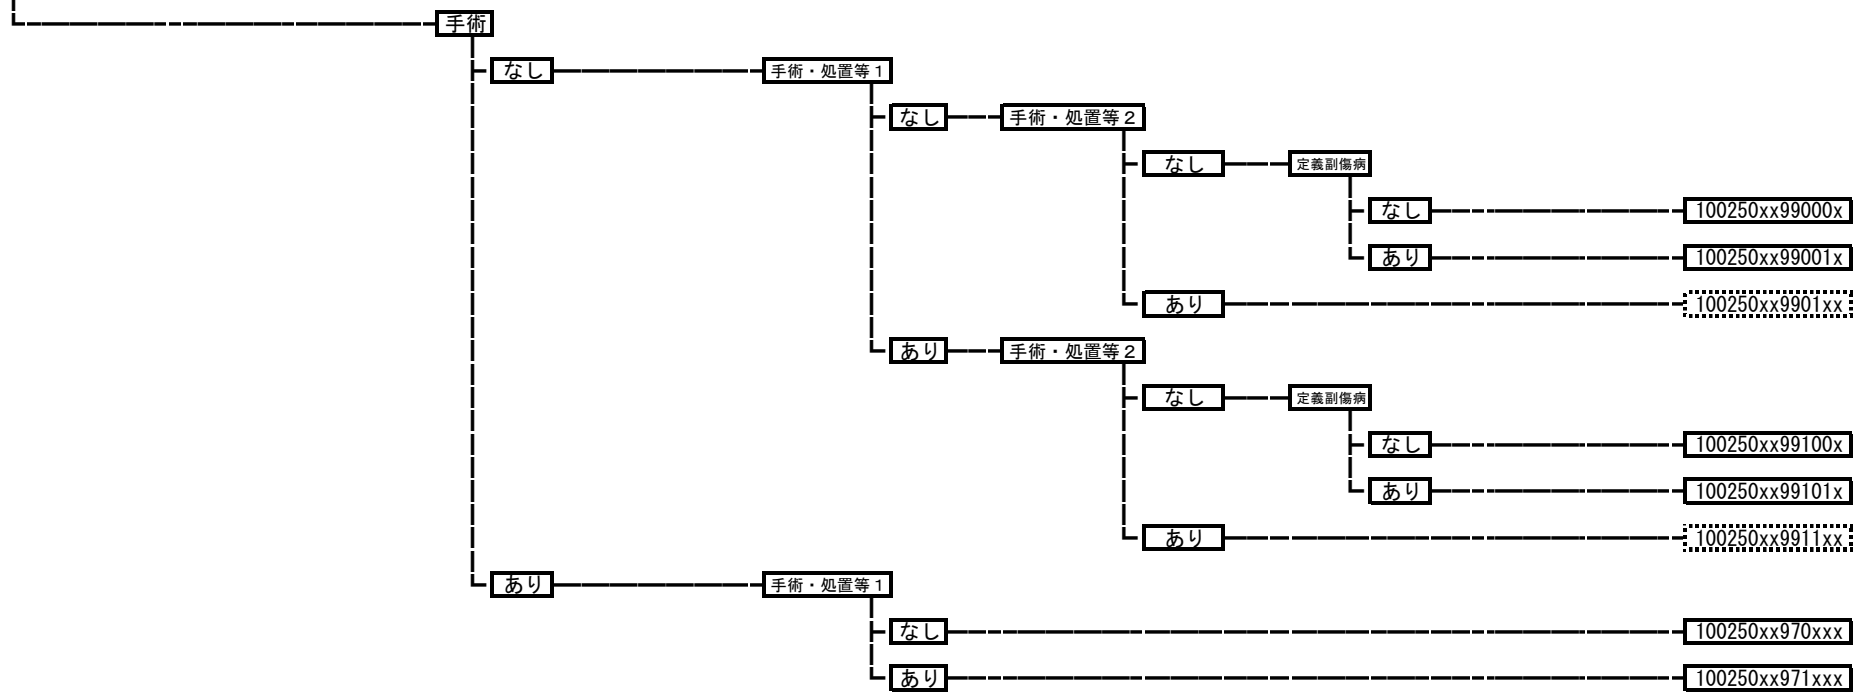 手術
なし 手術・処置等1
なし 手術・処置等2
なし 定義副傷病
なし 100250xx99000x
あり 100250xx99001x
あり 100250xx9901xx
あり 手術・処置等2
なし 定義副傷病
なし 100250xx99100x
あり 100250xx99101x
あり 100250xx9911xx
あり 手術・処置等1
なし 100250xx970xxx
あり 100250xx971xxx